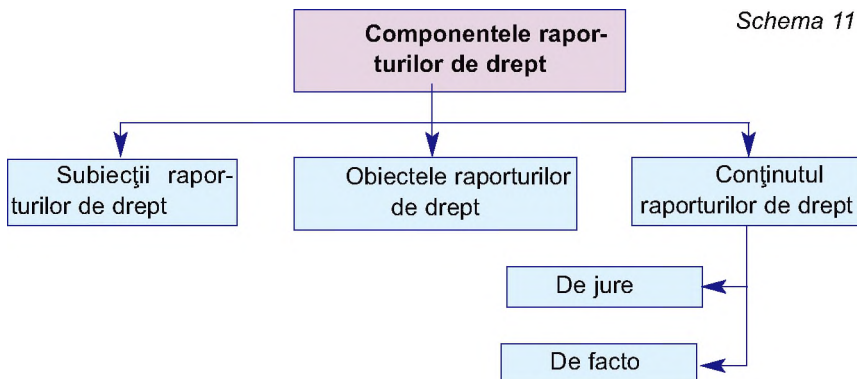 Schema 11
Componentele rapor-
turilor de drept
Subiecţii rapor-
turilor de drept
Obiectele raporturilor
de drept
Conţinutul
raporturilor de drept
De jure
De facto